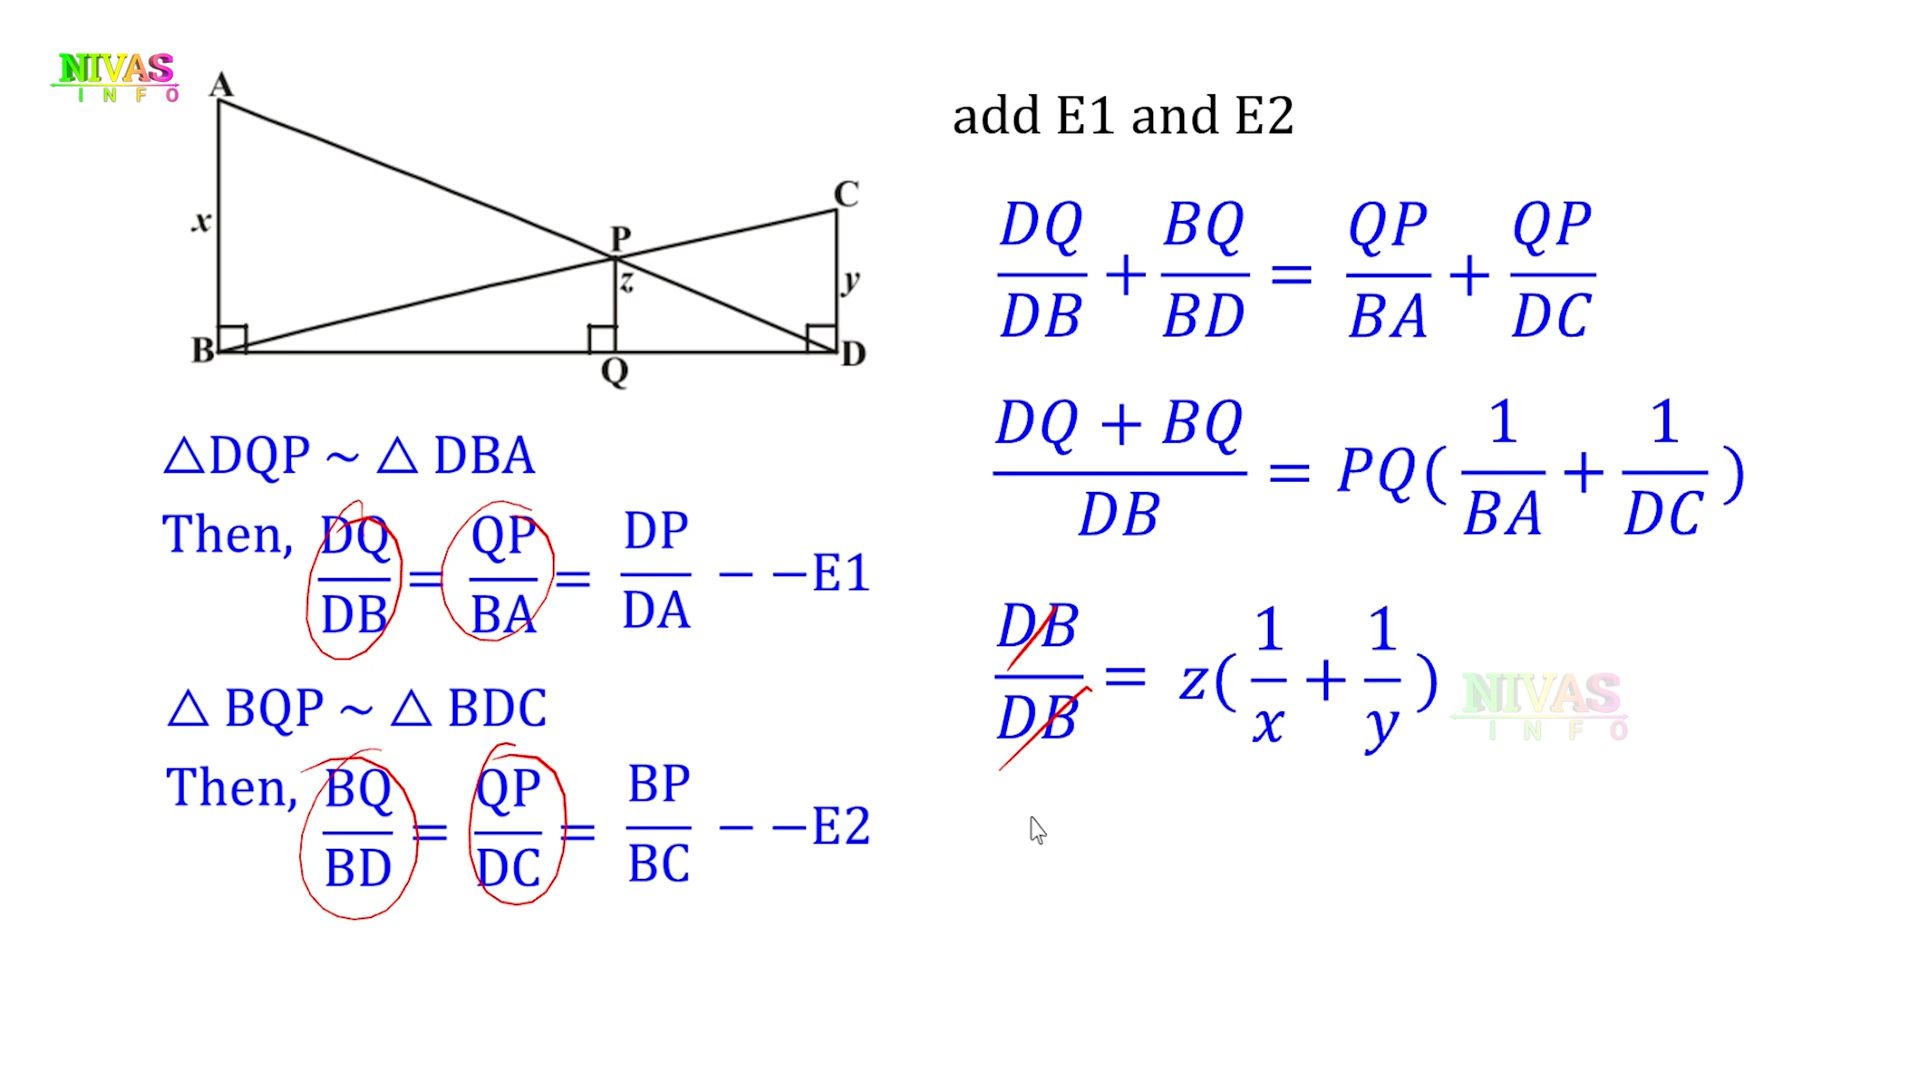 NIVAS
INFO
A
x
C
P
z
y
B
Q
D
△DQP ~ △ DBA
Then, DQ/DB = QP/BA = DP/DA − −E1
△ BQP ~ △ BDC
Then, BQ/BD = QP/DC = BP/BC − −E2
add E1 and E2
DQ/DB + BQ/BD = QP/BA + QP/DC
(DQ + BQ)/DB = PQ(1/BA + 1/DC)
DB/DB = z(1/x + 1/y)
NIVAS
INFO